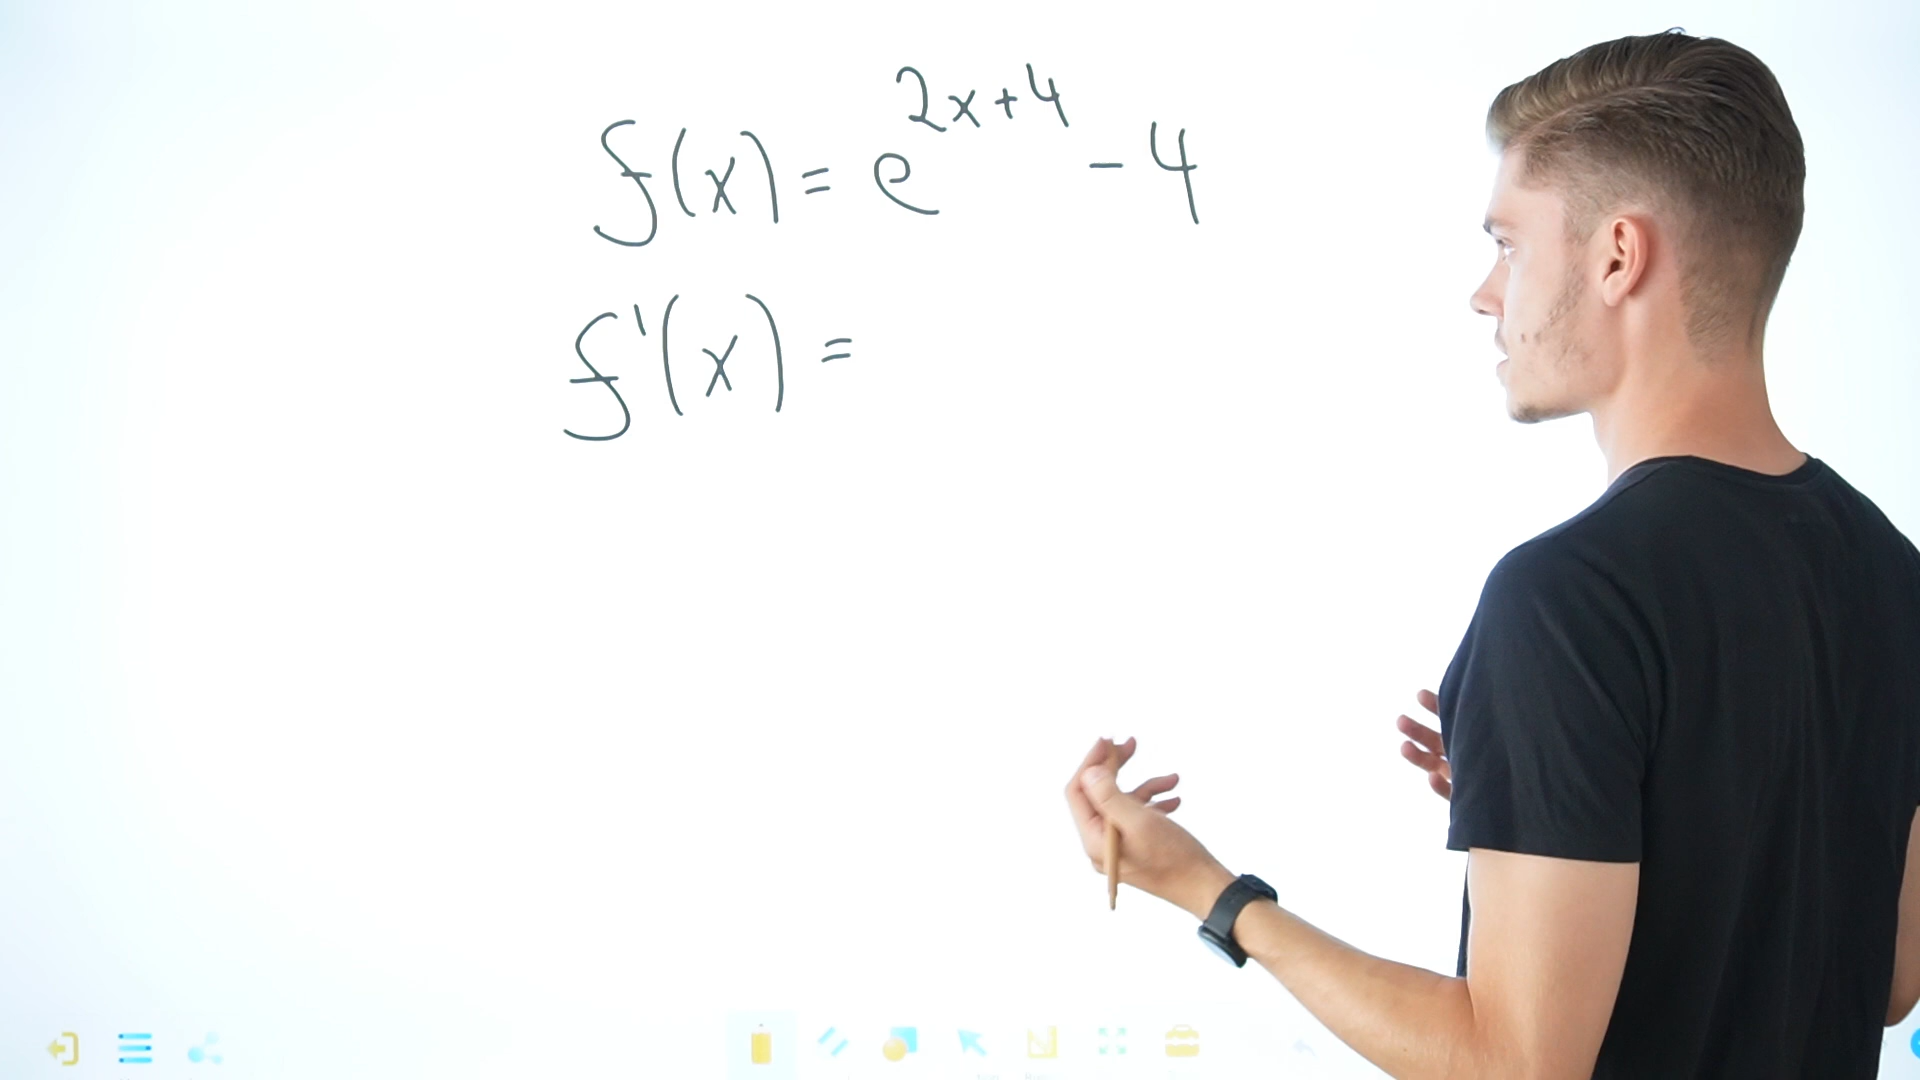 f(x) = e^{2x+4} - 4
f'(x) =